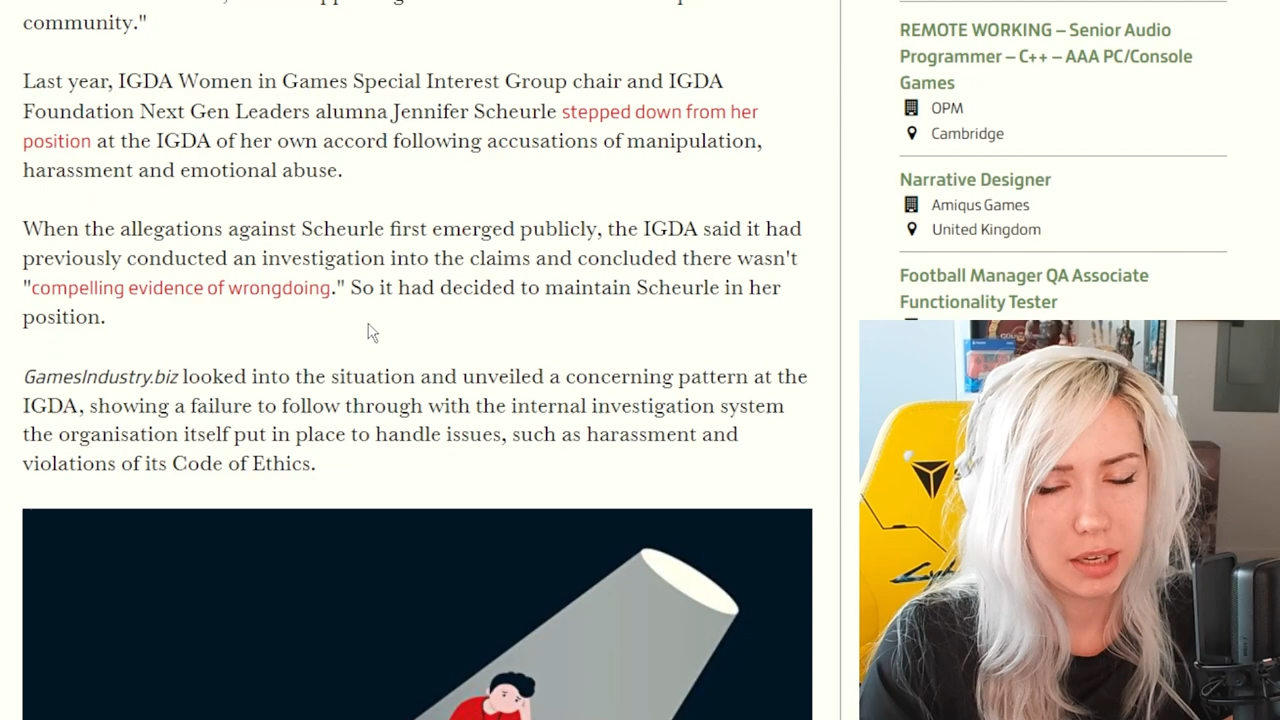 community."
Last year, IGDA Women in Games Special Interest Group chair and IGDA
Foundation Next Gen Leaders alumna Jennifer Scheurle stepped down from her
position at the IGDA of her own accord following accusations of manipulation,
harassment and emotional abuse.
When the allegations against Scheurle first emerged publicly, the IGDA said it had
previously conducted an investigation into the claims and concluded there wasn't
"compelling evidence of wrongdoing." So it had decided to maintain Scheurle in her
position.
GamesIndustry.biz looked into the situation and unveiled a concerning pattern at the
IGDA, showing a failure to follow through with the internal investigation system
the organisation itself put in place to handle issues, such as harassment and
violations of its Code of Ethics.
REMOTE WORKING – Senior Audio
Programmer – C++ – AAA PC/Console
Games
OPM
Cambridge
Narrative Designer
Amiqus Games
United Kingdom
Football Manager QA Associate
Functionality Tester